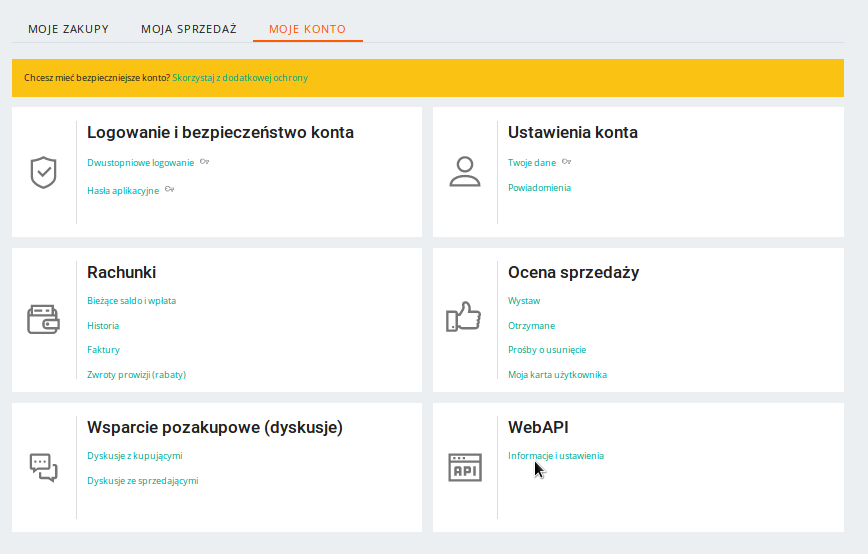 MOJE ZAKUPY MOJA SPRZEDAŻ MOJE KONTO
Chcesz mieć bezpieczniejsze konto? Skorzystaj z dodatkowej ochrony
Logowanie i bezpieczeństwo konta
Dwustopniowe logowanie
Hasła aplikacyjne
Ustawienia konta
Twoje dane
Powiadomienia
Rachunki
Bieżące saldo i wpłata
Historia
Faktury
Zwroty prowizji (rabaty)
Ocena sprzedaży
Wystaw
Otrzymane
Prośby o usunięcie
Moja karta użytkownika
Wsparcie pozakupowe (dyskusje)
Dyskusje z kupującymi
Dyskusje ze sprzedającymi
API
WebAPI
Informacje i ustawienia